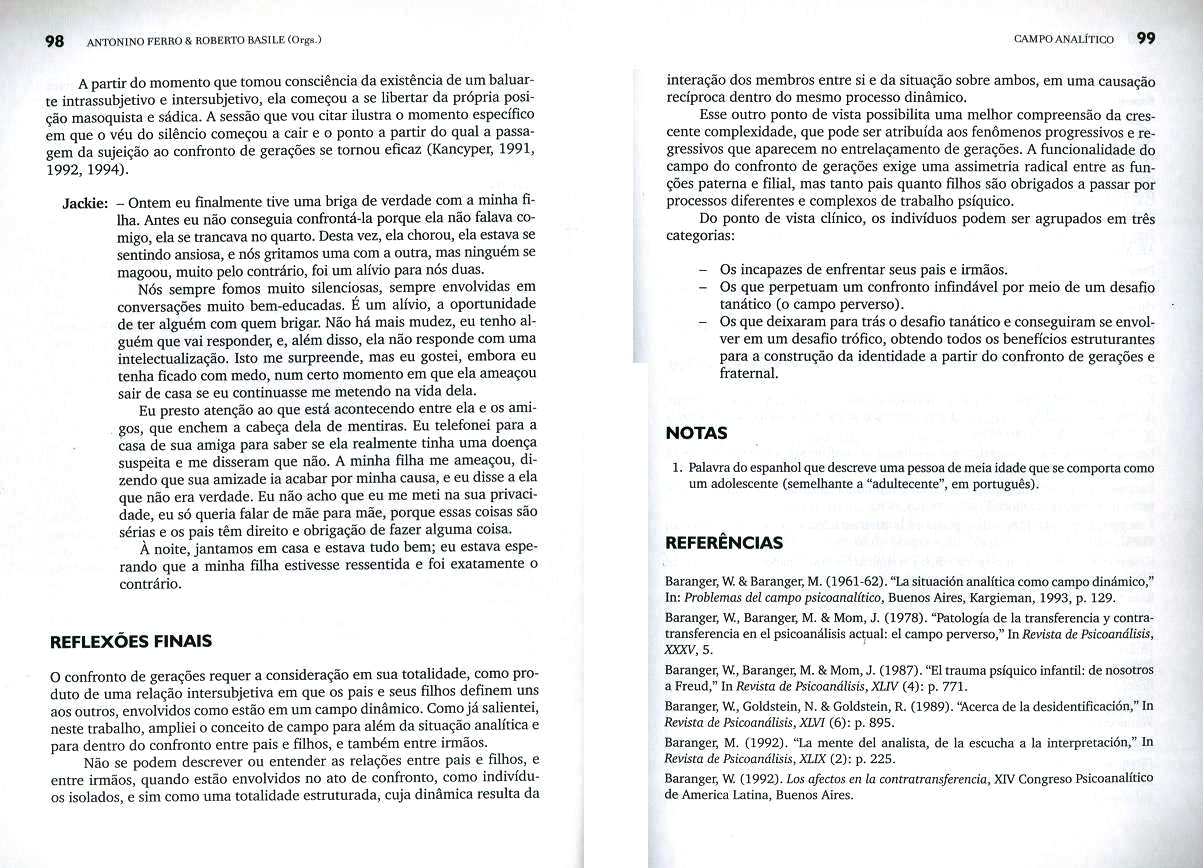 98 ANTONINO FERRO & ROBERTO BASILE (Orgs.)
A partir do momento que tomou consciência da existência de um baluar-
te intrassubjetivo e intersubjetivo, ela começou a se libertar da própria posi-
ção masoquista e sádica. A sessão que vou citar ilustra o momento específico
em que o véu do silêncio começou a cair e o ponto a partir do qual a passa-
gem da sujeição ao confronto de gerações se tornou eficaz (Kancyper, 1991,
1992, 1994).
Jackie: – Ontem eu finalmente tive uma briga de verdade com a minha fi-
lha. Antes eu não conseguia confrontá-la porque ela não falava co-
migo, ela se trancava no quarto. Desta vez, ela chorou, ela estava se
sentindo ansiosa, e nós gritamos uma com a outra, mas ninguém se
magoou, muito pelo contrário, foi um alívio para nós duas.
Nós sempre fomos muito silenciosas, sempre envolvidas em
conversações muito bem-educadas. É um alívio, a oportunidade
de ter alguém com quem brigar. Não há mais mudez, eu tenho al-
guém que vai responder, e, além disso, ela não responde com uma
intelectualização. Isto me surpreende, mas eu gostei, embora eu
tenha ficado com medo, num certo momento em que ela ameaçou
sair de casa se eu continuasse me metendo na vida dela.
Eu presto atenção ao que está acontecendo entre ela e os ami-
gos, que enchem a cabeça dela de mentiras. Eu telefonei para a
casa de sua amiga para saber se ela realmente tinha uma doença
suspeita e me disseram que não. A minha filha me ameaçou, di-
zendo que sua amizade ia acabar por minha causa, e eu disse a ela
que não era verdade. Eu não acho que eu me meti na sua privaci-
dade, eu só queria falar de mãe para mãe, porque essas coisas são
sérias e os pais têm direito e obrigação de fazer alguma coisa.
À noite, jantamos em casa e estava tudo bem; eu estava espe-
rando que a minha filha estivesse ressentida e foi exatamente o
contrário.
REFLEXÕES FINAIS
O confronto de gerações requer a consideração em sua totalidade, como pro-
duto de uma relação intersubjetiva em que os pais e seus filhos definem uns
aos outros, envolvidos como estão em um campo dinâmico. Como já salientei,
neste trabalho, ampliei o conceito de campo para além da situação analítica e
para dentro do confronto entre pais e filhos, e também entre irmãos.
Não se podem descrever ou entender as relações entre pais e filhos, e
entre irmãos, quando estão envolvidos no ato de confronto, como indivídu-
os isolados, e sim como uma totalidade estruturada, cuja dinâmica resulta da
CAMPO ANALÍTICO 99
interação dos membros entre si e da situação sobre ambos, em uma causação
recíproca dentro do mesmo processo dinâmico.
Esse outro ponto de vista possibilita uma melhor compreensão da cres-
cente complexidade, que pode ser atribuída aos fenômenos progressivos e re-
gressivos que aparecem no entrelaçamento de gerações. A funcionalidade do
campo do confronto de gerações exige uma assimetria radical entre as fun-
ções paterna e filial, mas tanto pais quanto filhos são obrigados a passar por
processos diferentes e complexos de trabalho psíquico.
Do ponto de vista clínico, os indivíduos podem ser agrupados em três
categorias:
– Os incapazes de enfrentar seus pais e irmãos.
– Os que perpetuam um confronto infindável por meio de um desafio
tanático (o campo perverso).
– Os que deixaram para trás o desafio tanático e conseguiram se envol-
ver em um desafio trófico, obtendo todos os benefícios estruturantes
para a construção da identidade a partir do confronto de gerações e
fraternal.
NOTAS
1. Palavra do espanhol que descreve uma pessoa de meia idade que se comporta como
um adolescente (semelhante a “adultecente”, em português).
REFERÊNCIAS
Baranger, W. & Baranger, M. (1961-62). “La situación analítica como campo dinámico,”
In: Problemas del campo psicoanalítico, Buenos Aires, Kargieman, 1993, p. 129.
Baranger, W., Baranger, M. & Mom, J. (1978). “Patología de la transferencia y contra-
transferencia en el psicoanálisis actual: el campo perverso,” In Revista de Psicoanálisis,
XXXV, 5.
Baranger, W., Baranger, M. & Mom, J. (1987). “El trauma psíquico infantil: de nosotros
a Freud,” In Revista de Psicoanálisis, XLIV (4): p. 771.
Baranger, W., Goldstein, N. & Goldstein, R. (1989). “Acerca de la desidentificación,” In
Revista de Psicoanálisis, XLVI (6): p. 895.
Baranger, M. (1992). “La mente del analista, de la escucha a la interpretación,” In
Revista de Psicoanálisis, XLIX (2): p. 225.
Baranger, W. (1992). Los afectos en la contratransferencia, XIV Congreso Psicoanalítico
de America Latina, Buenos Aires.